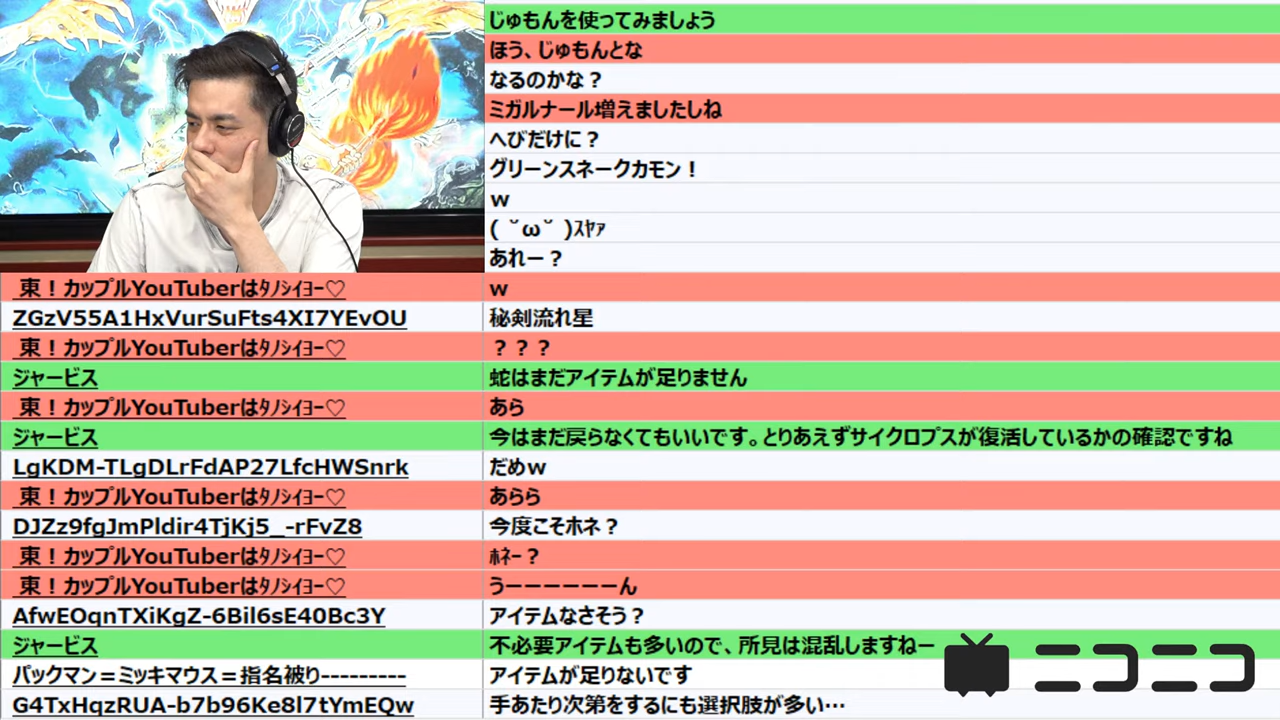 じゅもんを使ってみましょう
ほう、じゅもんとな
なるのかな？
ミガルナール増えましたしね
へびだけに？
グリーンスネークカモン！
w
( ˘ω˘ )ｽﾔｧ
あれー？
東！カップルYouTuberはﾀﾉｼｲﾖｰ♡ w
ZGzV55A1HxVurSuFts4XI7YEvOU 秘剣流れ星
東！カップルYouTuberはﾀﾉｼｲﾖｰ♡ ？？？
ジャービス 蛇はまだアイテムが足りません
東！カップルYouTuberはﾀﾉｼｲﾖｰ♡ あら
ジャービス 今はまだ戻らなくてもいいです。とりあえずサイクロプスが復活しているかの確認ですね
LgKDM-TLgDLrFdAP27LfcHWSnrk だめw
東！カップルYouTuberはﾀﾉｼｲﾖｰ♡ あらら
DJZz9fgJmPldir4TjKj5_-rFvZ8 今度こそホネ？
東！カップルYouTuberはﾀﾉｼｲﾖｰ♡ ﾎﾈｰ？
東！カップルYouTuberはﾀﾉｼｲﾖｰ♡ うーーーーーーん
AfwEOqnTXiKgZ-6Bil6sE40Bc3Y アイテムなさそう？
ジャービス 不必要アイテムも多いので、所見は混乱しますねー
パックマン＝ミッキマウス＝指名被り--------- アイテムが足りないです
G4TxHqzRUA-b7b96Ke8l7tYmEQw 手あたり次第をするにも選択肢が多い…
ニコニコ